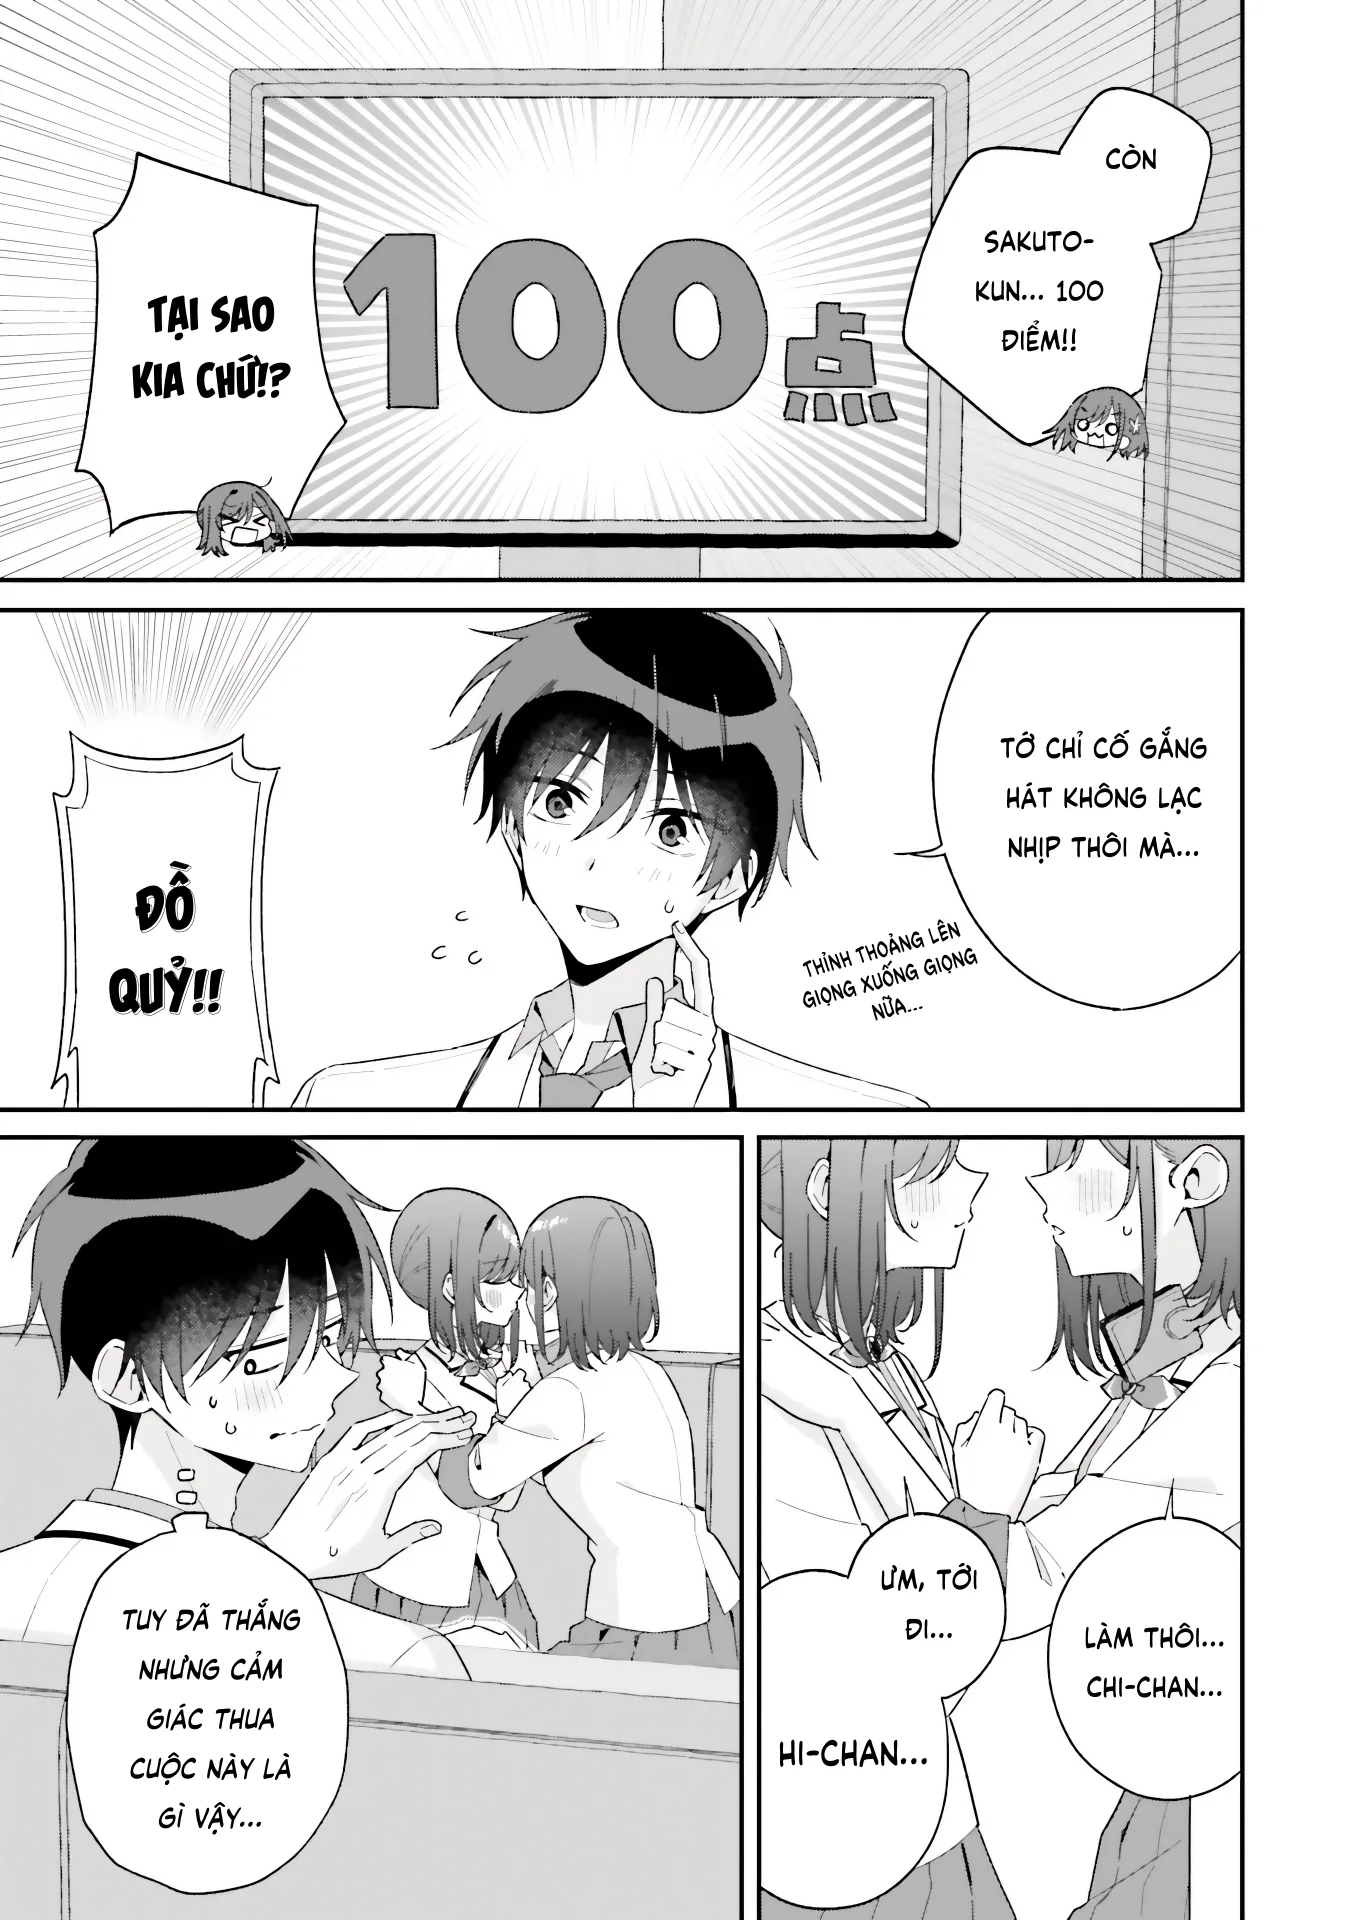 CÒN
SAKUTO-
KUN... 100
ĐIỂM!!
100点
TẠI SAO
KIA CHỨ!?
TỚ CHỈ CỐ GẮNG
HÁT KHÔNG LẠC
NHỊP THÔI MÀ...
THỈNH THOẢNG LÊN
GIỌNG XUỐNG GIỌNG
NỮA...
ĐỒ
QUỶ!!
LÀM THÔI...
CHI-CHAN...
ƯM, TỚI
ĐI...
HI-CHAN...
TUY ĐÃ THẮNG
NHƯNG CẢM
GIÁC THUA
CUỘC NÀY LÀ
GÌ VẬY...